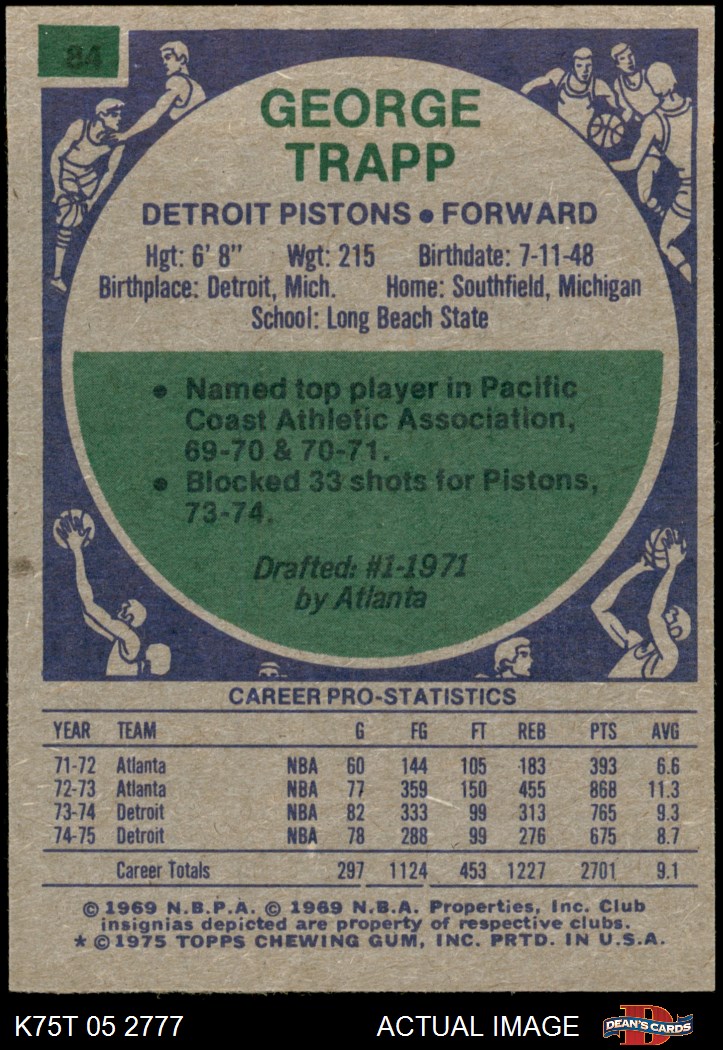 DEAN'S CARDS
84
GEORGE
TRAPP
DETROIT PISTONS • FORWARD
Hgt: 6' 8" Wgt: 215 Birthdate: 7-11-48
Birthplace: Detroit, Mich. Home: Southfield, Michigan
School: Long Beach State
• Named top player in Pacific
Coast Athletic Association,
69-70 & 70-71.
• Blocked 33 shots for Pistons,
73-74.
Drafted: #1-1971
by Atlanta
CAREER PRO-STATISTICS
YEAR TEAM G FG FT REB PTS AVG
71-72 Atlanta NBA 60 144 105 183 393 6.6
72-73 Atlanta NBA 77 359 150 455 868 11.3
73-74 Detroit NBA 82 333 99 313 765 9.3
74-75 Detroit NBA 78 288 99 276 675 8.7
Career Totals 297 1124 453 1227 2701 9.1
© 1969 N.B.P.A. © 1969 N.B.A. Properties, Inc. Club
insignias depicted are property of respective clubs.
* © 1975 TOPPS CHEWING GUM, INC. PRTD. IN U.S.A.
K75T 05 2777 ACTUAL IMAGE D DEAN'S CARDS